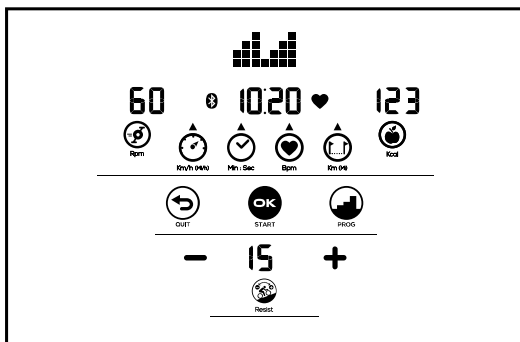 60 10:20 123
Rpm Km/h (Mi/h) Min : Sec Bpm Km (Mi) Kcal
OK
QUIT START PROG
− 15 +
Resist